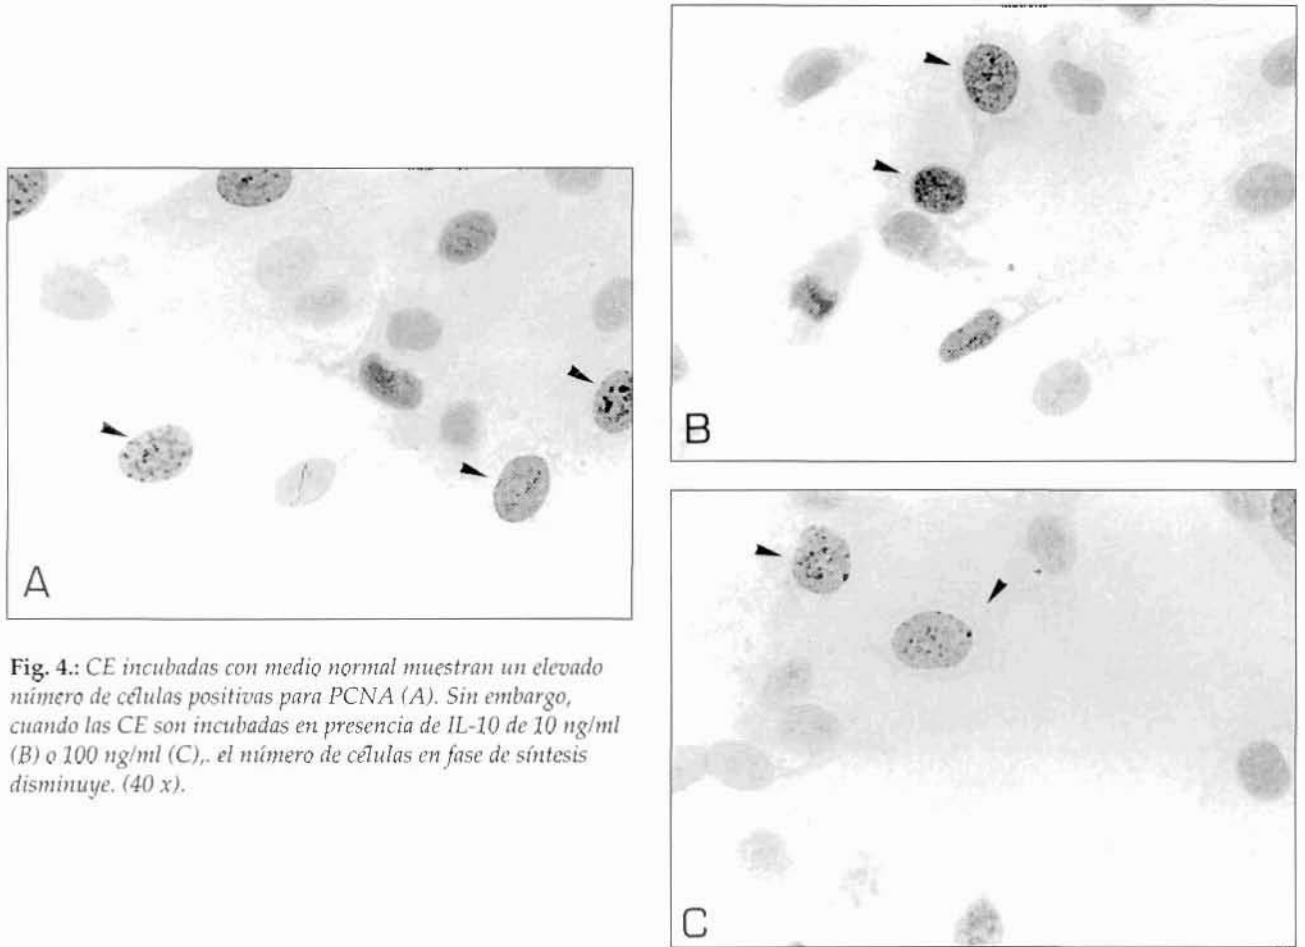 A
B
C
Fig. 4.: CE incubadas con medio normal muestran un elevado
número de células positivas para PCNA (A). Sin embargo,
cuando las CE son incubadas en presencia de IL-10 de 10 ng/ml
(B) o 100 ng/ml (C),. el número de células en fase de síntesis
disminuye. (40 x).